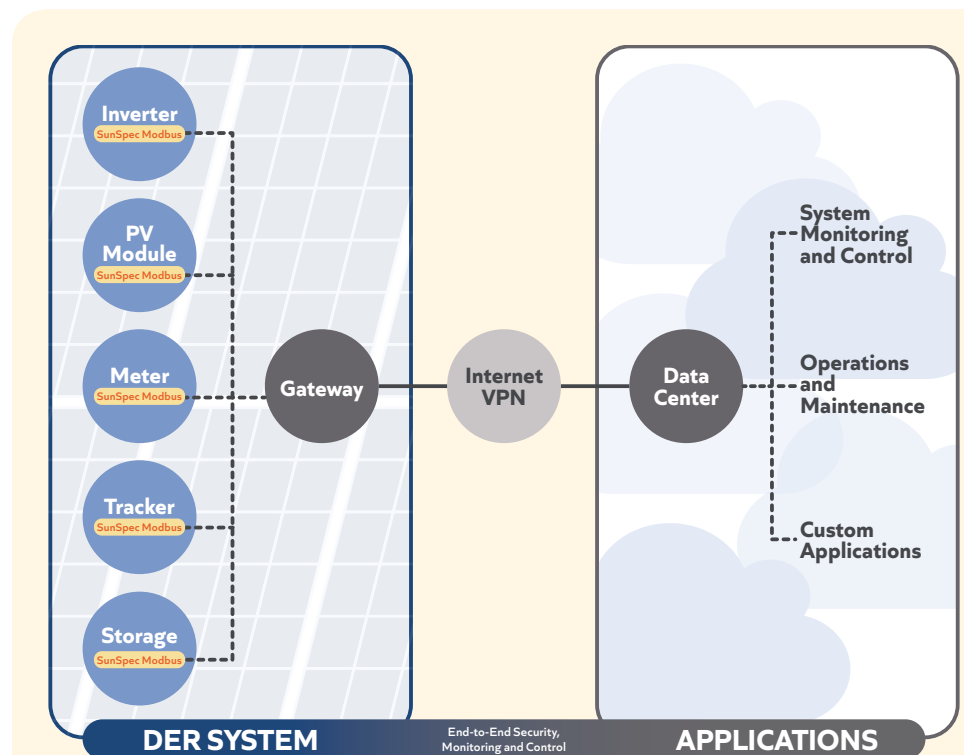 Inverter
SunSpec Modbus
PV
Module
SunSpec Modbus
Meter
SunSpec Modbus
Tracker
SunSpec Modbus
Storage
SunSpec Modbus
Gateway
Internet
VPN
Data
Center
System
Monitoring
and Control
Operations
and
Maintenance
Custom
Applications
DER SYSTEM
End-to-End Security,
Monitoring and Control
APPLICATIONS